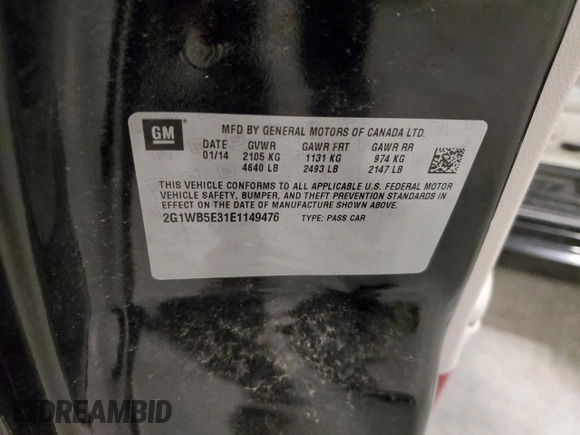 GM
MFD BY GENERAL MOTORS OF CANADA LTD.
DATE GVWR GAWR FRT GAWR RR
01/14 2105 KG 1131 KG 974 KG
4640 LB 2493 LB 2147 LB
THIS VEHICLE CONFORMS TO ALL APPLICABLE U.S. FEDERAL MOTOR
VEHICLE SAFETY, BUMPER, AND THEFT PREVENTION STANDARDS IN
EFFECT ON THE DATE OF MANUFACTURE SHOWN ABOVE.
2G1WB5E31E1149476 TYPE: PASS CAR
DREAMBID